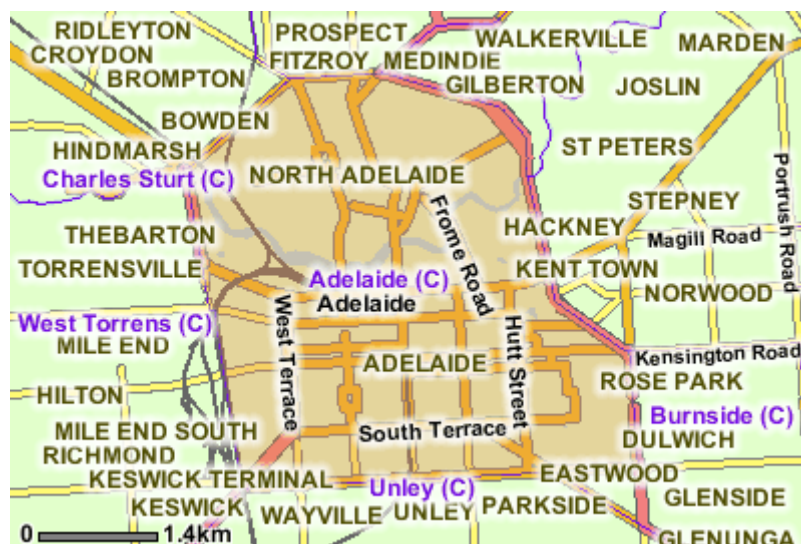 RIDLEYTON
PROSPECT
WALKERVILLE
MARDEN
CROYDON
FITZROY
MEDINDIE
BROMPTON
GILBERTON
JOSLIN
BOWDEN
HINDMARSH
ST PETERS
Charles Sturt (C)
NORTH ADELAIDE
Portrush Road
STEPNEY
Frome Road
HACKNEY
THEBARTON
Magill Road
TORRENSVILLE
Adelaide (C)
KENT TOWN
Adelaide
NORWOOD
West Torrens (C)
West Terrace
Hutt Street
MILE END
ADELAIDE
Kensington Road
ROSE PARK
HILTON
Burnside (C)
MILE END SOUTH
South Terrace
DULWICH
RICHMOND
KESWICK TERMINAL
EASTWOOD
Unley (C)
GLENSIDE
KESWICK
WAYVILLE
UNLEY
PARKSIDE
0 1.4km
GLENUNGA